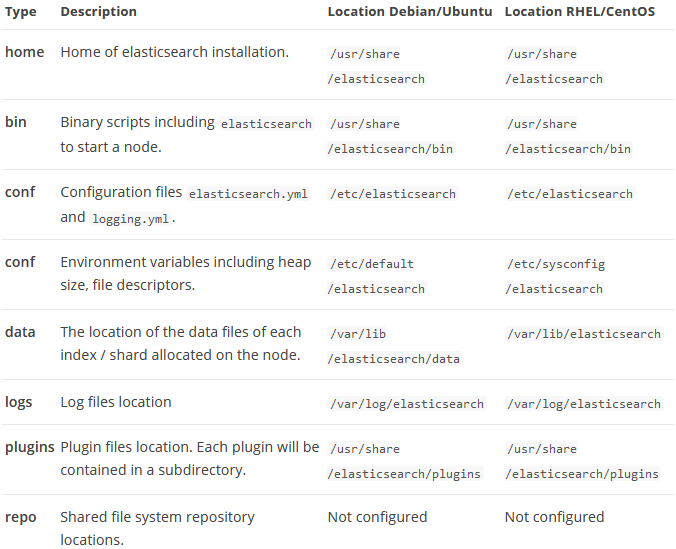 Type Description Location Debian/Ubuntu Location RHEL/CentOS
home Home of elasticsearch installation. /usr/share /usr/share
/elasticsearch /elasticsearch
bin Binary scripts including elasticsearch /usr/share /usr/share
to start a node. /elasticsearch/bin /elasticsearch/bin
conf Configuration files elasticsearch.yml /etc/elasticsearch /etc/elasticsearch
and logging.yml.
conf Environment variables including heap /etc/default /etc/sysconfig
size, file descriptors. /elasticsearch /elasticsearch
data The location of the data files of each /var/lib /var/lib/elasticsearch
index / shard allocated on the node. /elasticsearch/data
logs Log files location /var/log/elasticsearch /var/log/elasticsearch
plugins Plugin files location. Each plugin will be /usr/share /usr/share
contained in a subdirectory. /elasticsearch/plugins /elasticsearch/plugins
repo Shared file system repository Not configured Not configured
locations.